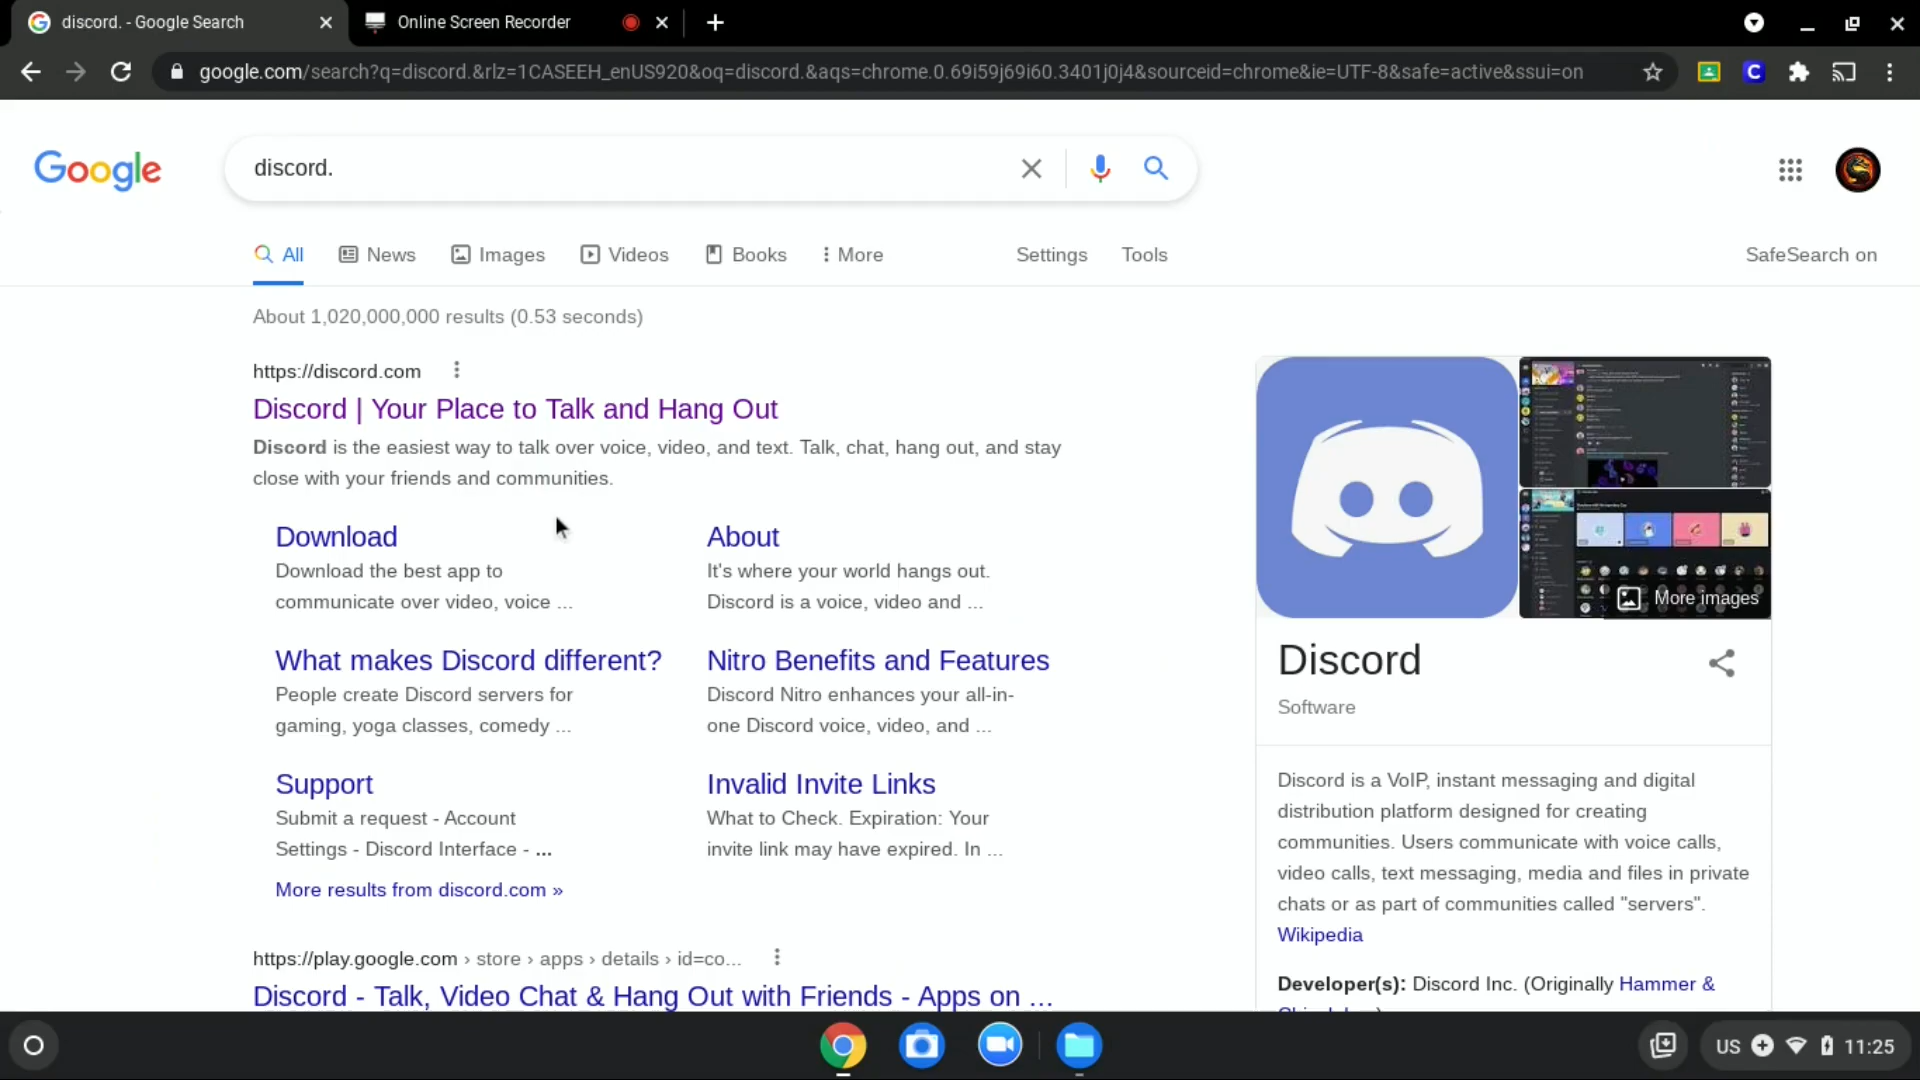 discord. - Google Search
Online Screen Recorder
google.com/search?q=discord.&rlz=1CASEEH_enUS920&oq=discord.&aqs=chrome.0.69i59j69i60.3401j0j4&sourceid=chrome&ie=UTF-8&safe=active&ssui=on
C
Google
discord.
All
News
Images
Videos
Books
More
Settings
Tools
SafeSearch on
About 1,020,000,000 results (0.53 seconds)
https://discord.com
Discord | Your Place to Talk and Hang Out
Discord is the easiest way to talk over voice, video, and text. Talk, chat, hang out, and stay
close with your friends and communities.
Download
Download the best app to
communicate over video, voice ...
About
It's where your world hangs out.
Discord is a voice, video and ...
What makes Discord different?
People create Discord servers for
gaming, yoga classes, comedy ...
Nitro Benefits and Features
Discord Nitro enhances your all-in-
one Discord voice, video, and ...
Support
Submit a request - Account
Settings - Discord Interface - ...
Invalid Invite Links
What to Check. Expiration: Your
invite link may have expired. In ...
More results from discord.com »
https://play.google.com › store › apps › details › id=co...
Discord - Talk, Video Chat & Hang Out with Friends - Apps on ...
More images
Discord
Software
Discord is a VoIP, instant messaging and digital
distribution platform designed for creating
communities. Users communicate with voice calls,
video calls, text messaging, media and files in private
chats or as part of communities called "servers".
Wikipedia
Developer(s): Discord Inc. (Originally Hammer &
US
11:25